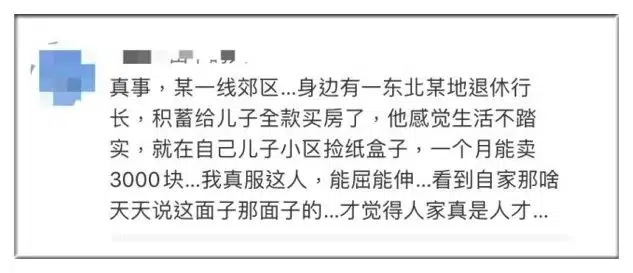 真事，某一线郊区...身边有一东北某地退休行
长，积蓄给儿子全款买房了，他感觉生活不踏
实，就在自己儿子小区捡纸盒子，一个月能卖
3000块...我真服这人，能屈能伸...看到自家那啥
天天说这面子那面子的...才觉得人家真是人才...